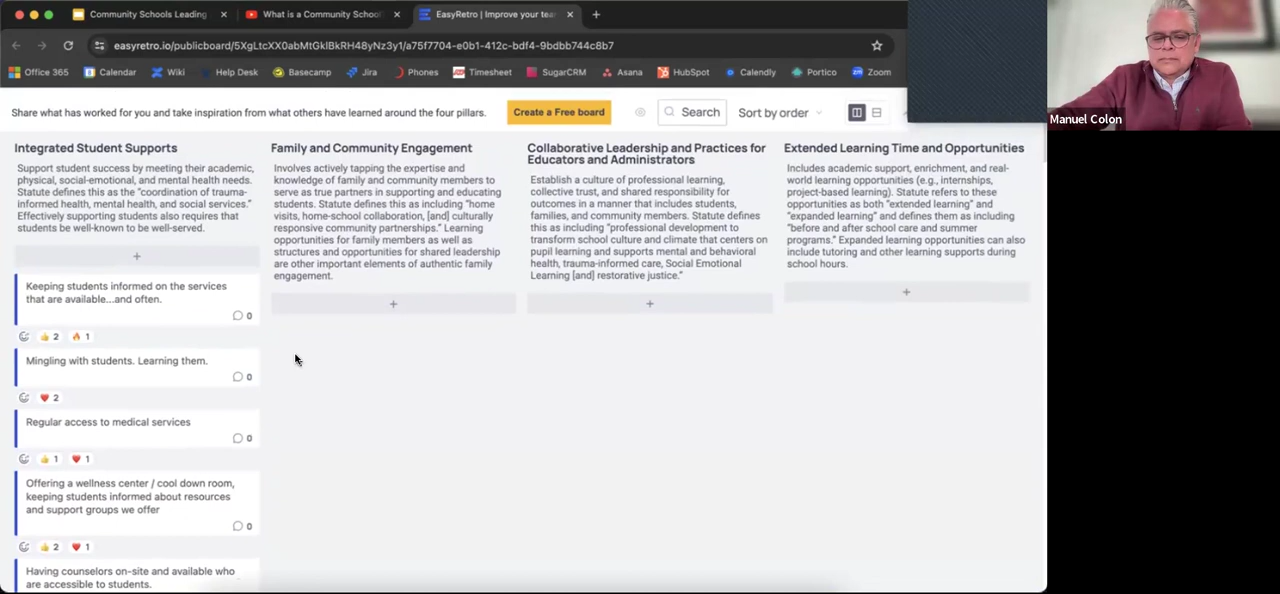 Community Schools Leading
What is a Community School
EasyRetro | Improve your tea
easyretro.io/publicboard/5XgLtcXX0abMtGklBkRH48yNz3y1/a75f7704-e0b1-412c-bdf4-9bdbb744c8b7
Office 365
Calendar
Wiki
Help Desk
Basecamp
Jira
Phones
Timesheet
SugarCRM
Asana
HubSpot
Calendly
Portico
Zoom
Share what has worked for you and take inspiration from what others have learned around the four pillars.
Create a Free board
Search
Sort by order
Integrated Student Supports
Support student success by meeting their academic,
physical, social-emotional, and mental health needs.
Statute defines this as the "coordination of trauma-
informed health, mental health, and social services."
Effectively supporting students also requires that
students be well-known to be well-served.
+
Keeping students informed on the services
that are available...and often.
0
2
1
Mingling with students. Learning them.
0
2
Regular access to medical services
0
1
1
Offering a wellness center / cool down room,
keeping students informed about resources
and support groups we offer
0
2
1
Having counselors on-site and available who
are accessible to students.
Family and Community Engagement
Involves actively tapping the expertise and
knowledge of family and community members to
serve as true partners in supporting and educating
students. Statute defines this as including "home
visits, home-school collaboration, [and] culturally
responsive community partnerships." Learning
opportunities for family members as well as
structures and opportunities for shared leadership
are other important elements of authentic family
engagement.
+
Collaborative Leadership and Practices for
Educators and Administrators
Establish a culture of professional learning,
collective trust, and shared responsibility for
outcomes in a manner that includes students,
families, and community members. Statute defines
this as including "professional development to
transform school culture and climate that centers on
pupil learning and supports mental and behavioral
health, trauma-informed care, Social Emotional
Learning [and] restorative justice."
+
Extended Learning Time and Opportunities
Includes academic support, enrichment, and real-
world learning opportunities (e.g., internships,
project-based learning). Statute refers to these
opportunities as both "extended learning" and
"expanded learning" and defines them as including
"before and after school care and summer
programs." Expanded learning opportunities can also
include tutoring and other learning supports during
school hours.
+
Manuel Colon